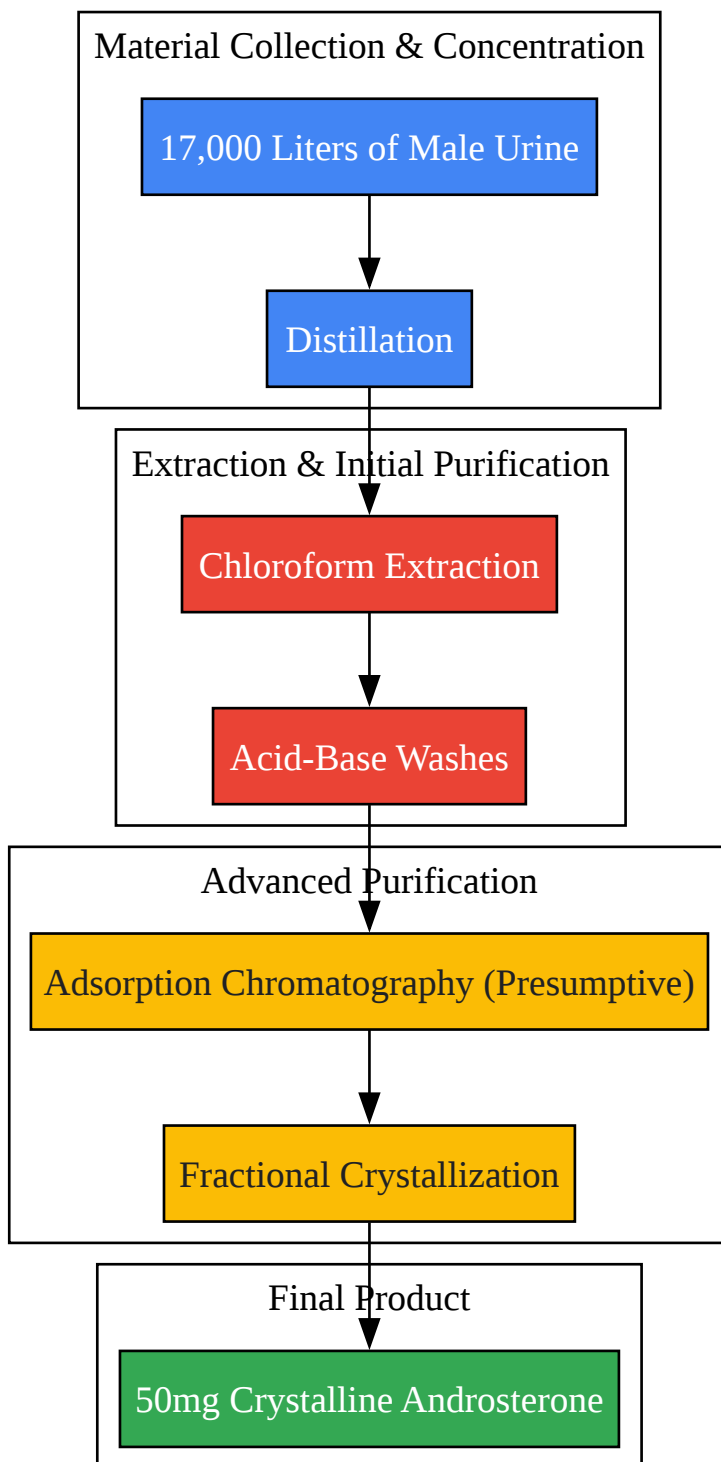 Material Collection & Concentration
17,000 Liters of Male Urine
Distillation
Extraction & Initial Purification
Chloroform Extraction
Acid-Base Washes
Advanced Purification
Adsorption Chromatography (Presumptive)
Fractional Crystallization
Final Product
50mg Crystalline Androsterone